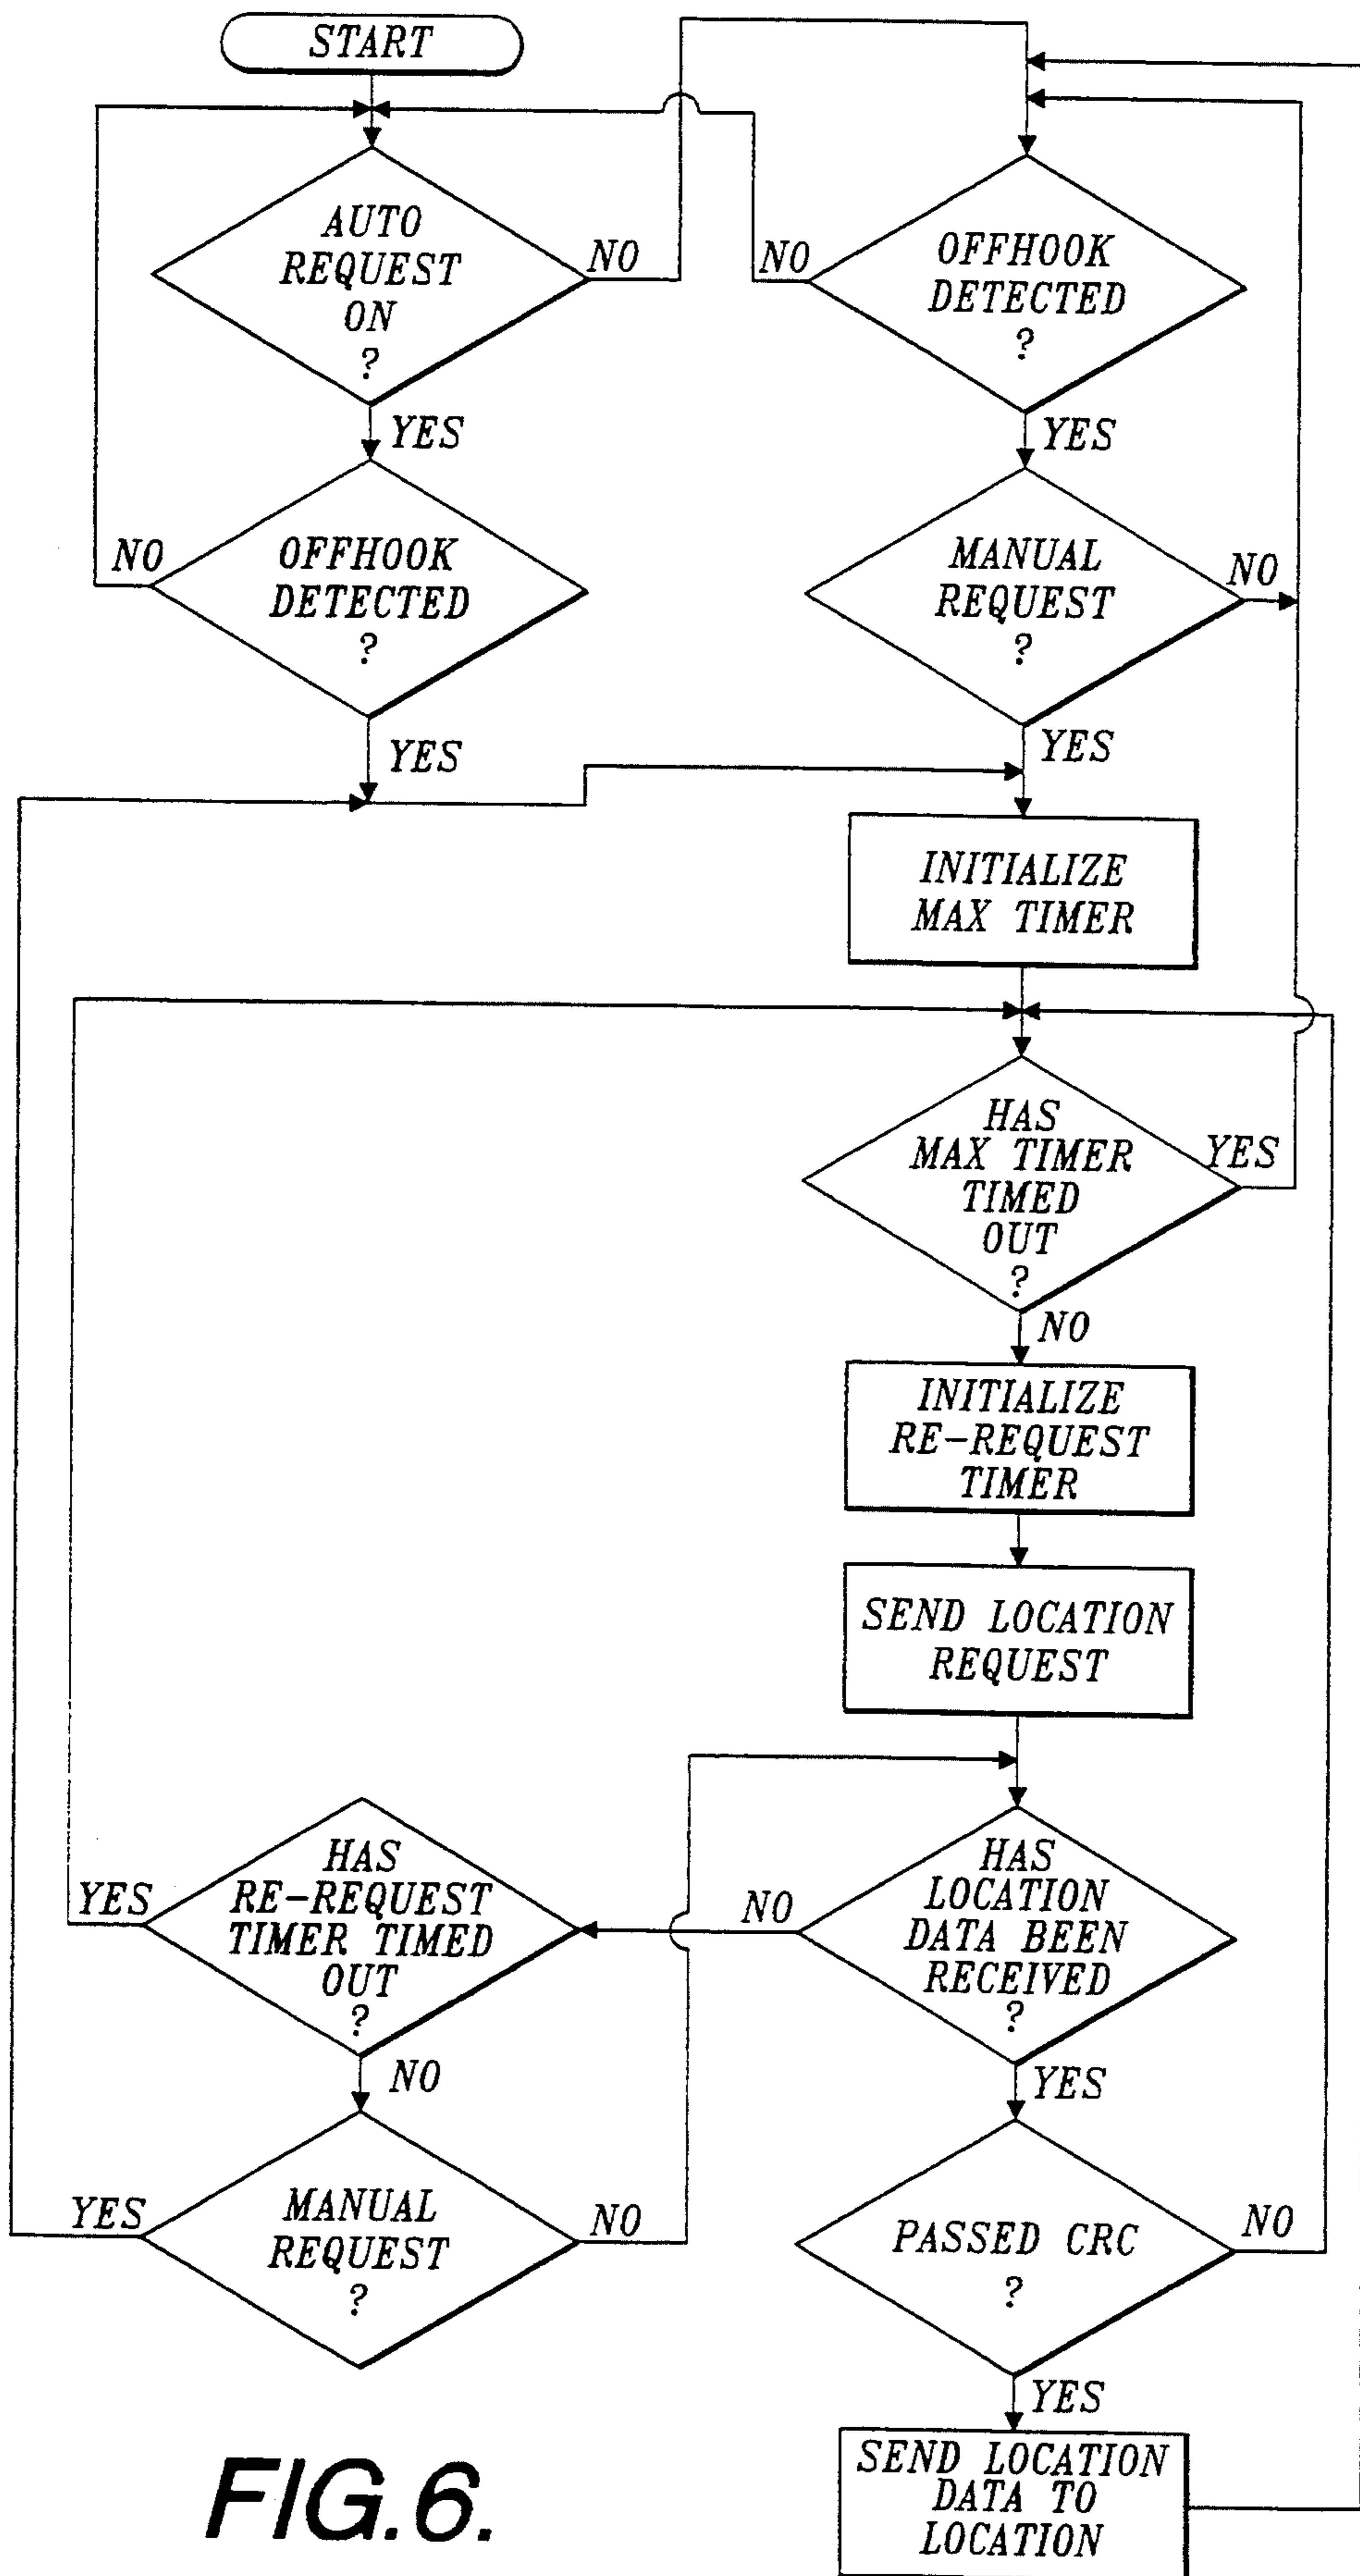 START
AUTO
REQUEST
ON
?
NO
YES
OFFHOOK
DETECTED
?
NO
YES
NO
OFFHOOK
DETECTED
?
YES
MANUAL
REQUEST
?
NO
YES
INITIALIZE
MAX TIMER
HAS
MAX TIMER
TIMED
OUT
?
YES
NO
INITIALIZE
RE-REQUEST
TIMER
SEND LOCATION
REQUEST
HAS
LOCATION
DATA BEEN
RECEIVED
?
NO
YES
HAS
RE-REQUEST
TIMER TIMED
OUT
?
YES
NO
MANUAL
REQUEST
?
YES
NO
PASSED CRC
?
NO
YES
SEND LOCATION
DATA TO
LOCATION
FIG.6.